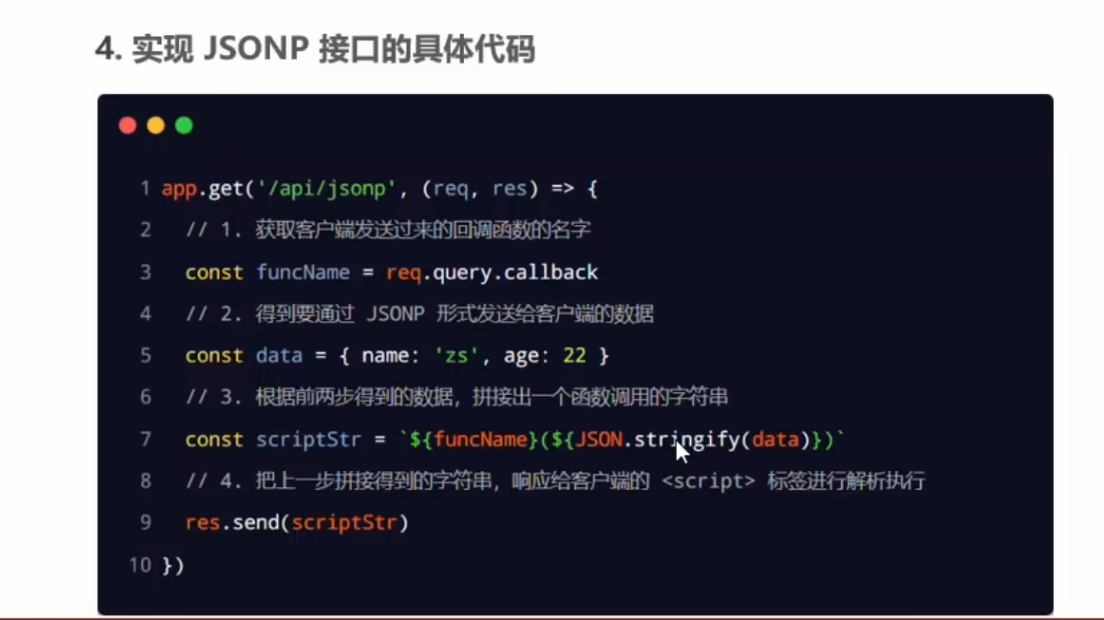 4. 实现 JSONP 接口的具体代码
1 app.get('/api/jsonp', (req, res) => {
2 // 1. 获取客户端发送过来的回调函数的名字
3 const funcName = req.query.callback
4 // 2. 得到要通过 JSONP 形式发送给客户端的数据
5 const data = { name: 'zs', age: 22 }
6 // 3. 根据前两步得到的数据，拼接出一个函数调用的字符串
7 const scriptStr = `${funcName}(${JSON.stringify(data)})`
8 // 4. 把上一步拼接得到的字符串，响应给客户端的 <script> 标签进行解析执行
9 res.send(scriptStr)
10 })